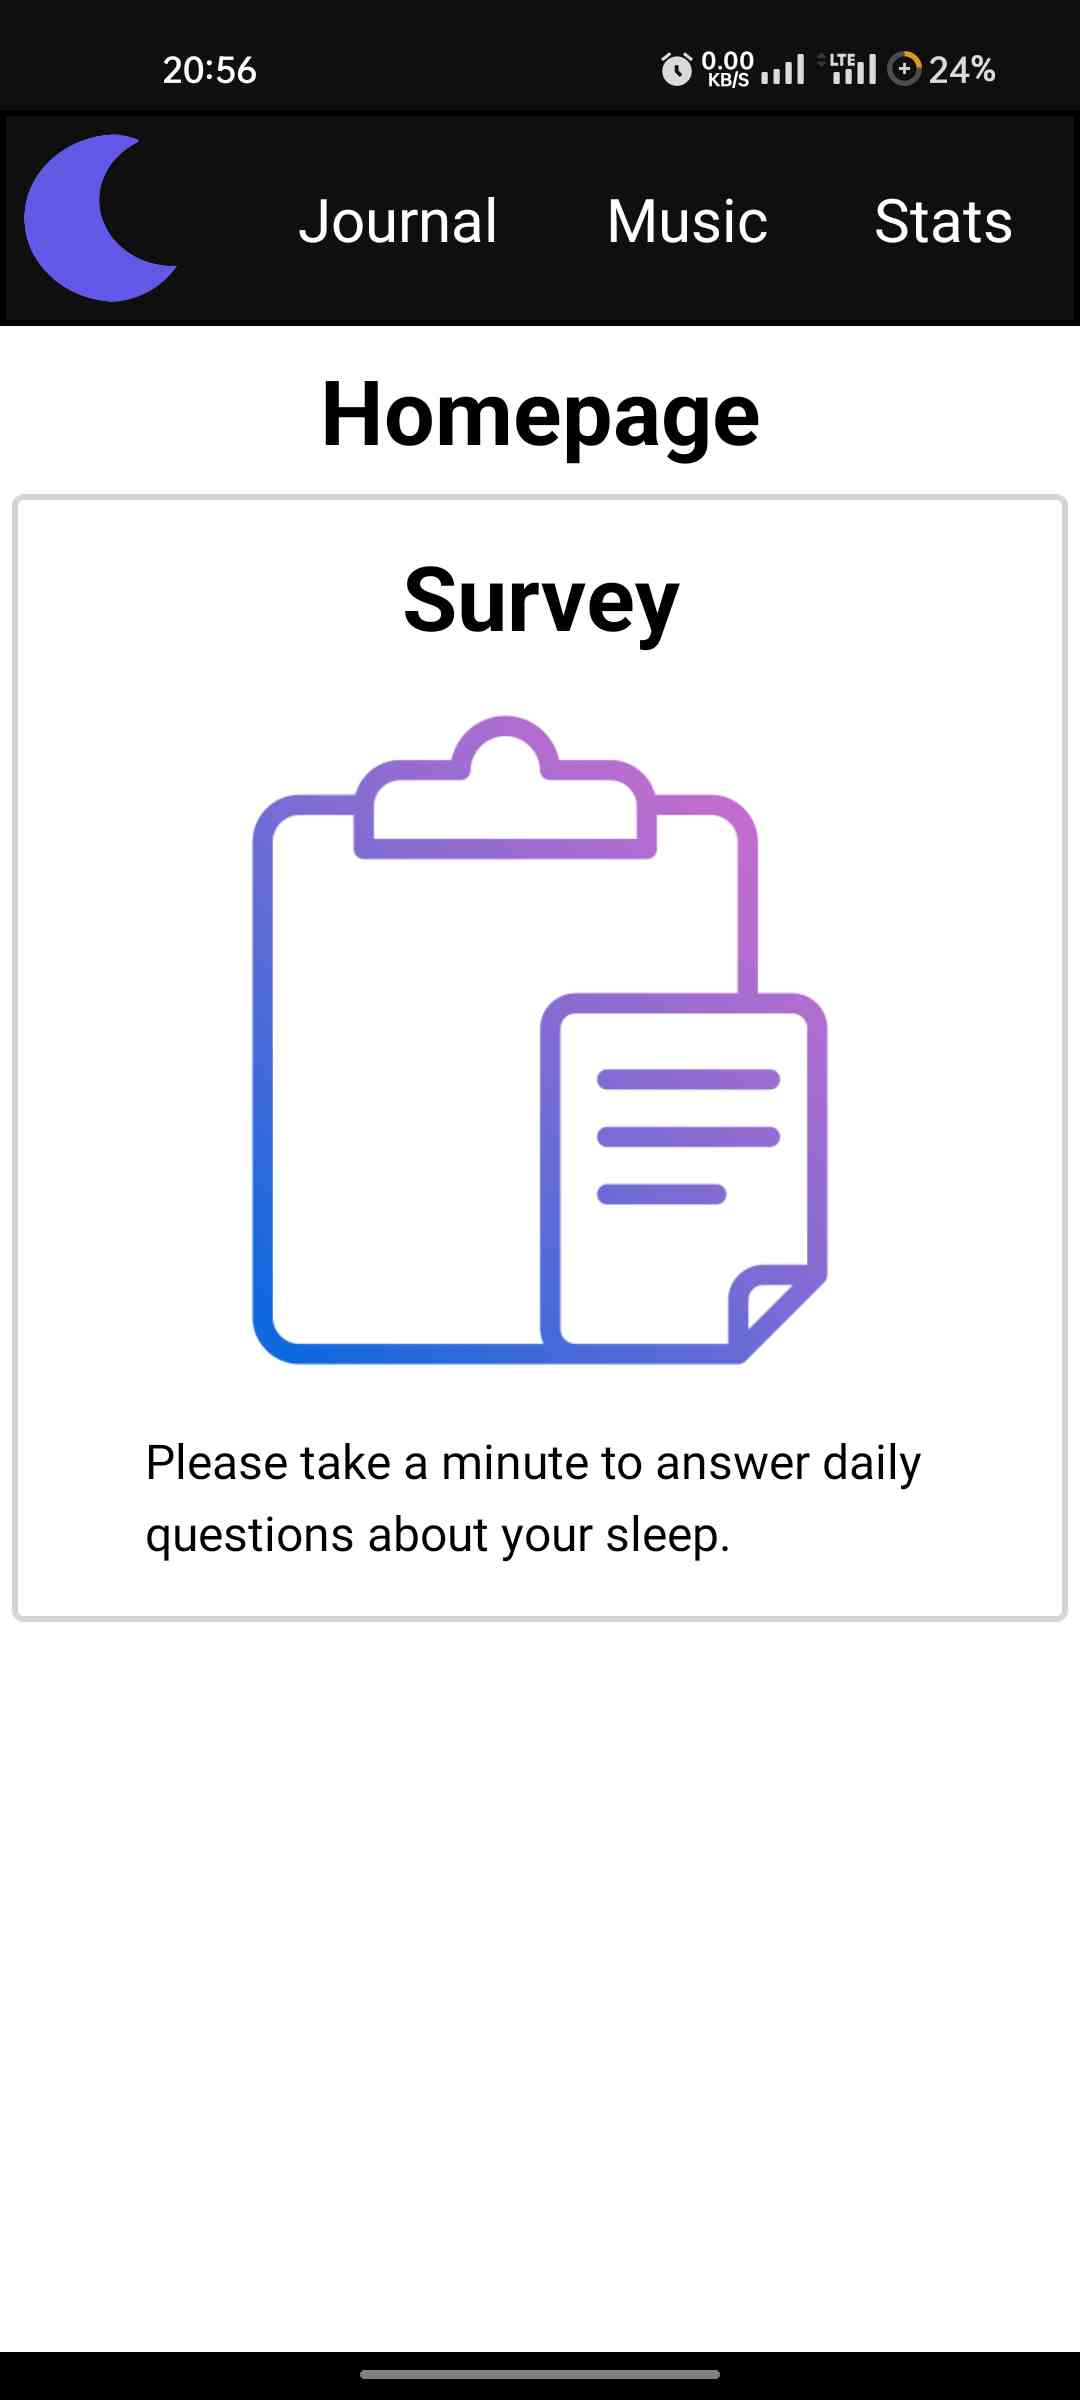 20:56
0.00
KB/S
LTE
24%
Journal Music Stats
Homepage
Survey
Please take a minute to answer daily
questions about your sleep.